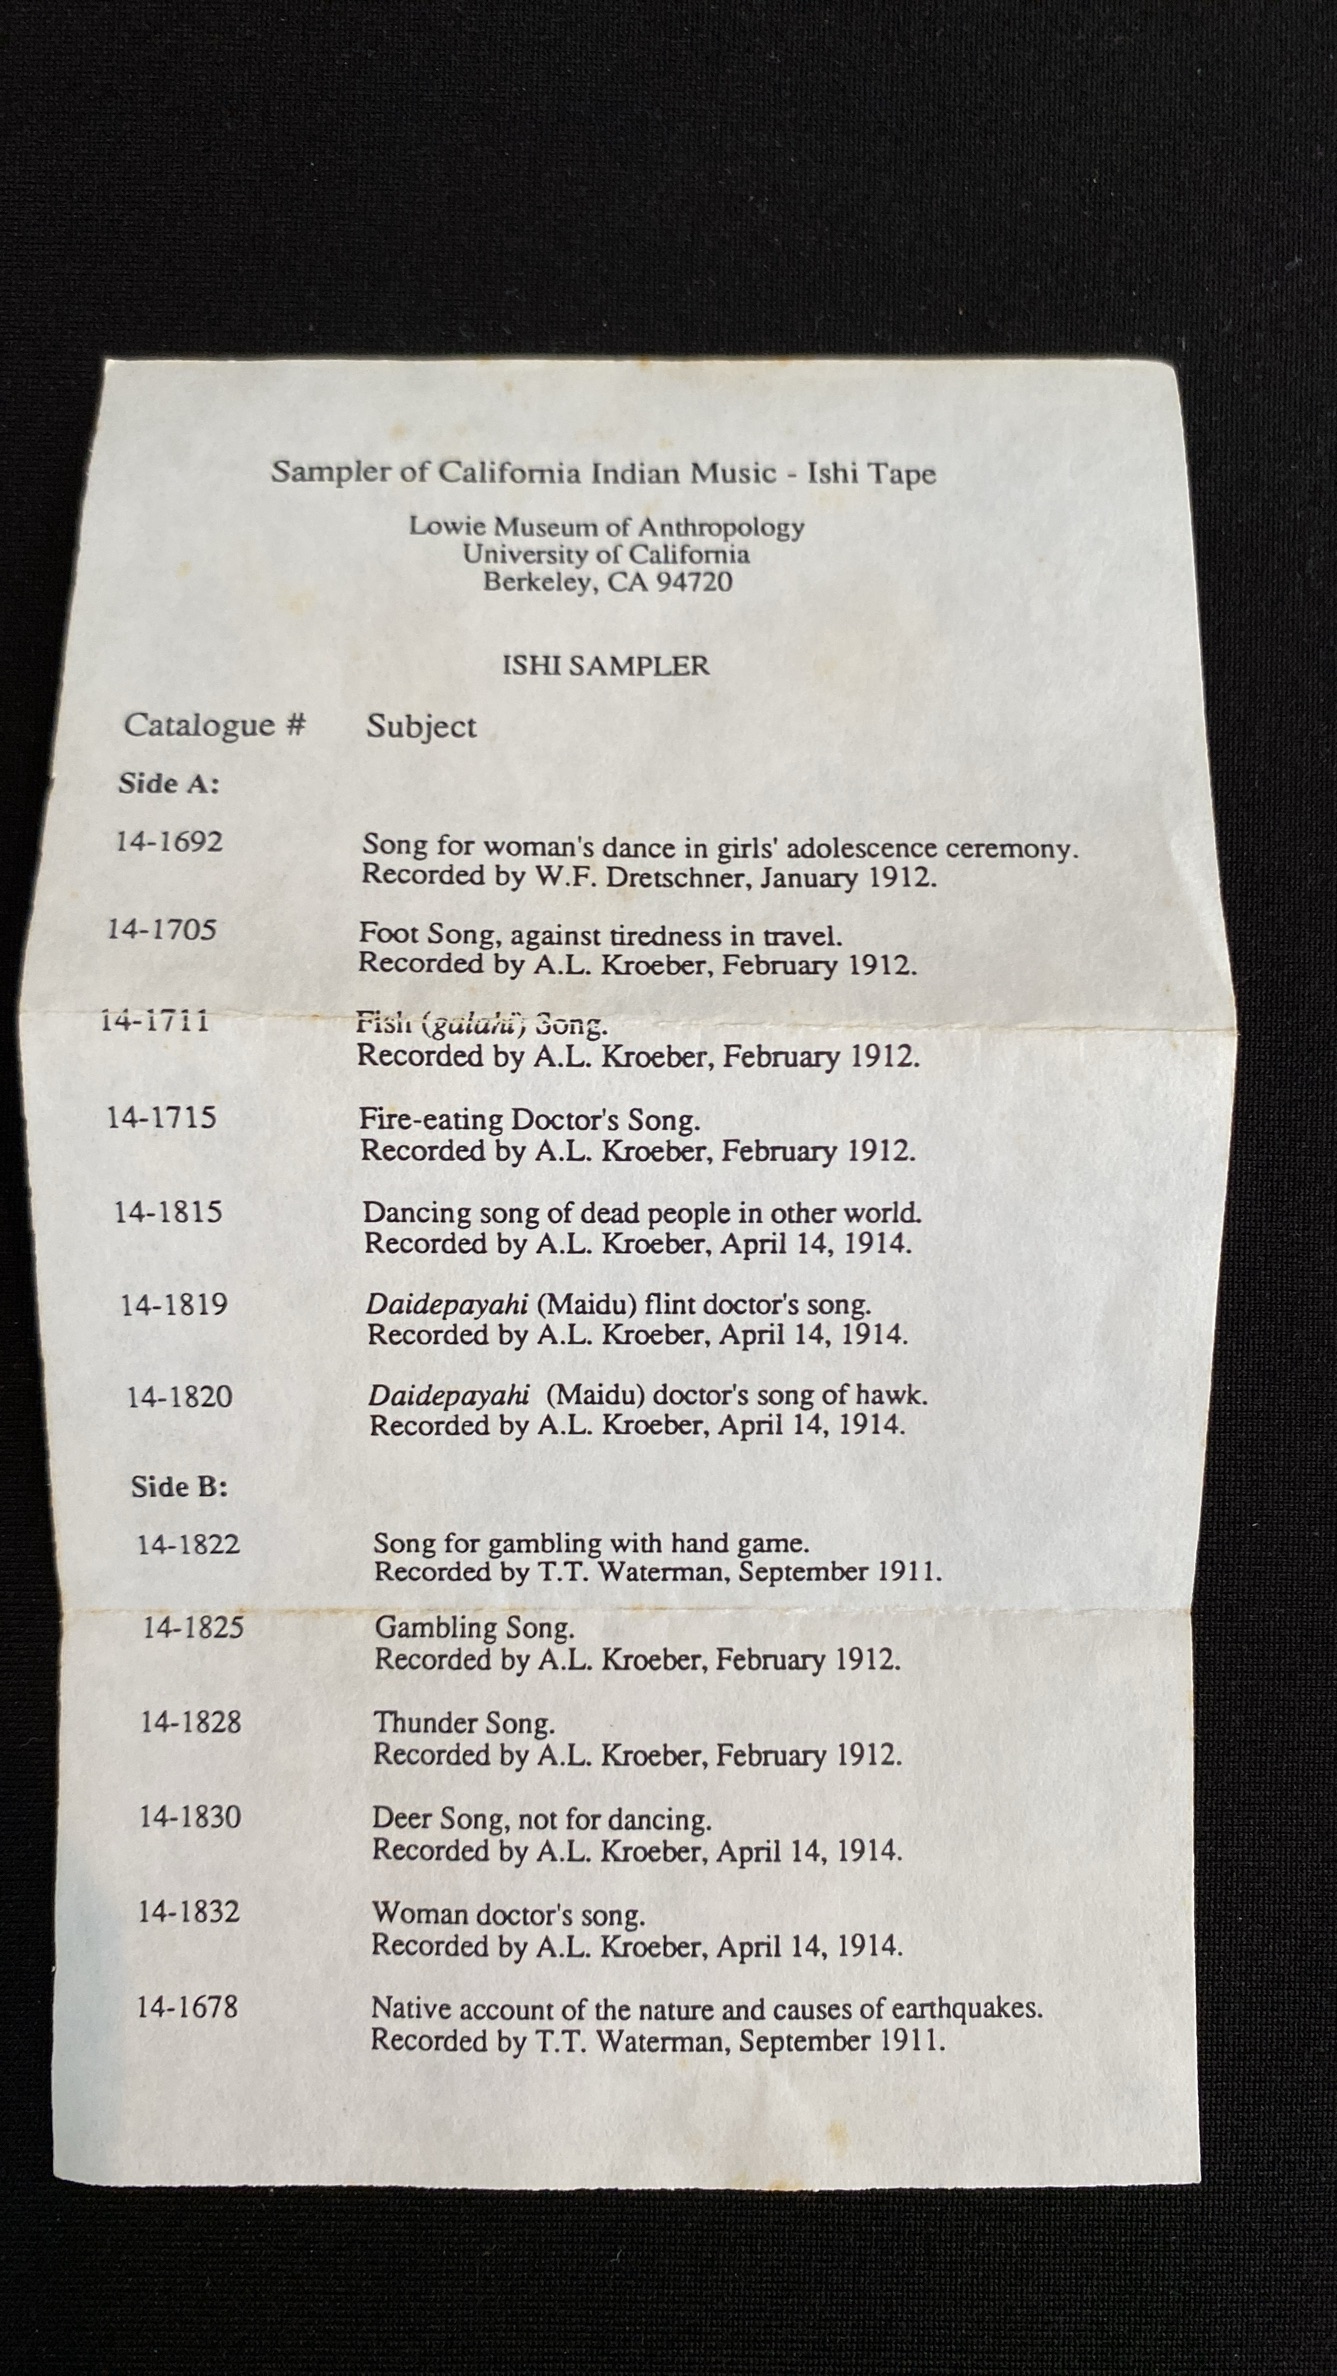 Sampler of California Indian Music - Ishi Tape
Lowie Museum of Anthropology
University of California
Berkeley, CA 94720
ISHI SAMPLER
Catalogue # Subject
Side A:
14-1692 Song for woman's dance in girls' adolescence ceremony.
Recorded by W.F. Dretschner, January 1912.
14-1705 Foot Song, against tiredness in travel.
Recorded by A.L. Kroeber, February 1912.
14-1711 Fish Song.
Recorded by A.L. Kroeber, February 1912.
14-1715 Fire-eating Doctor's Song.
Recorded by A.L. Kroeber, February 1912.
14-1815 Dancing song of dead people in other world.
Recorded by A.L. Kroeber, April 14, 1914.
14-1819 Daidepayahi (Maidu) flint doctor's song.
Recorded by A.L. Kroeber, April 14, 1914.
14-1820 Daidepayahi (Maidu) doctor's song of hawk.
Recorded by A.L. Kroeber, April 14, 1914.
Side B:
14-1822 Song for gambling with hand game.
Recorded by T.T. Waterman, September 1911.
14-1825 Gambling Song.
Recorded by A.L. Kroeber, February 1912.
14-1828 Thunder Song.
Recorded by A.L. Kroeber, February 1912.
14-1830 Deer Song, not for dancing.
Recorded by A.L. Kroeber, April 14, 1914.
14-1832 Woman doctor's song.
Recorded by A.L. Kroeber, April 14, 1914.
14-1678 Native account of the nature and causes of earthquakes.
Recorded by T.T. Waterman, September 1911.